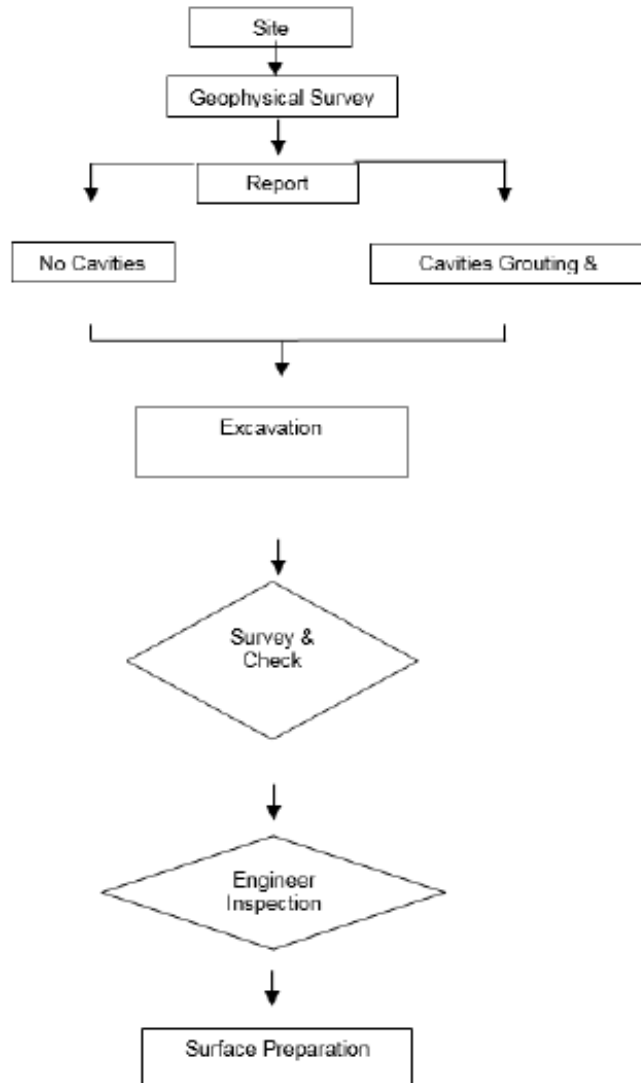 Site
Geophysical Survey
Report
No Cavities
Cavities Grouting &
Excavation
Survey &
Check
Engineer
Inspection
Surface Preparation